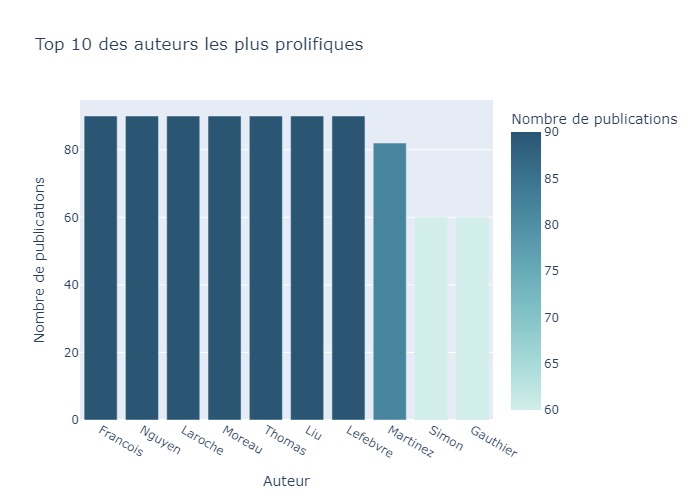 Top 10 des auteurs les plus prolifiques
Nombre de publications
90
85
80
75
70
65
60
Nombre de publications
80
60
40
20
0
Francois
Nguyen
Laroche
Moreau
Thomas
Liu
Lefebvre
Martinez
Simon
Gauthier
Auteur